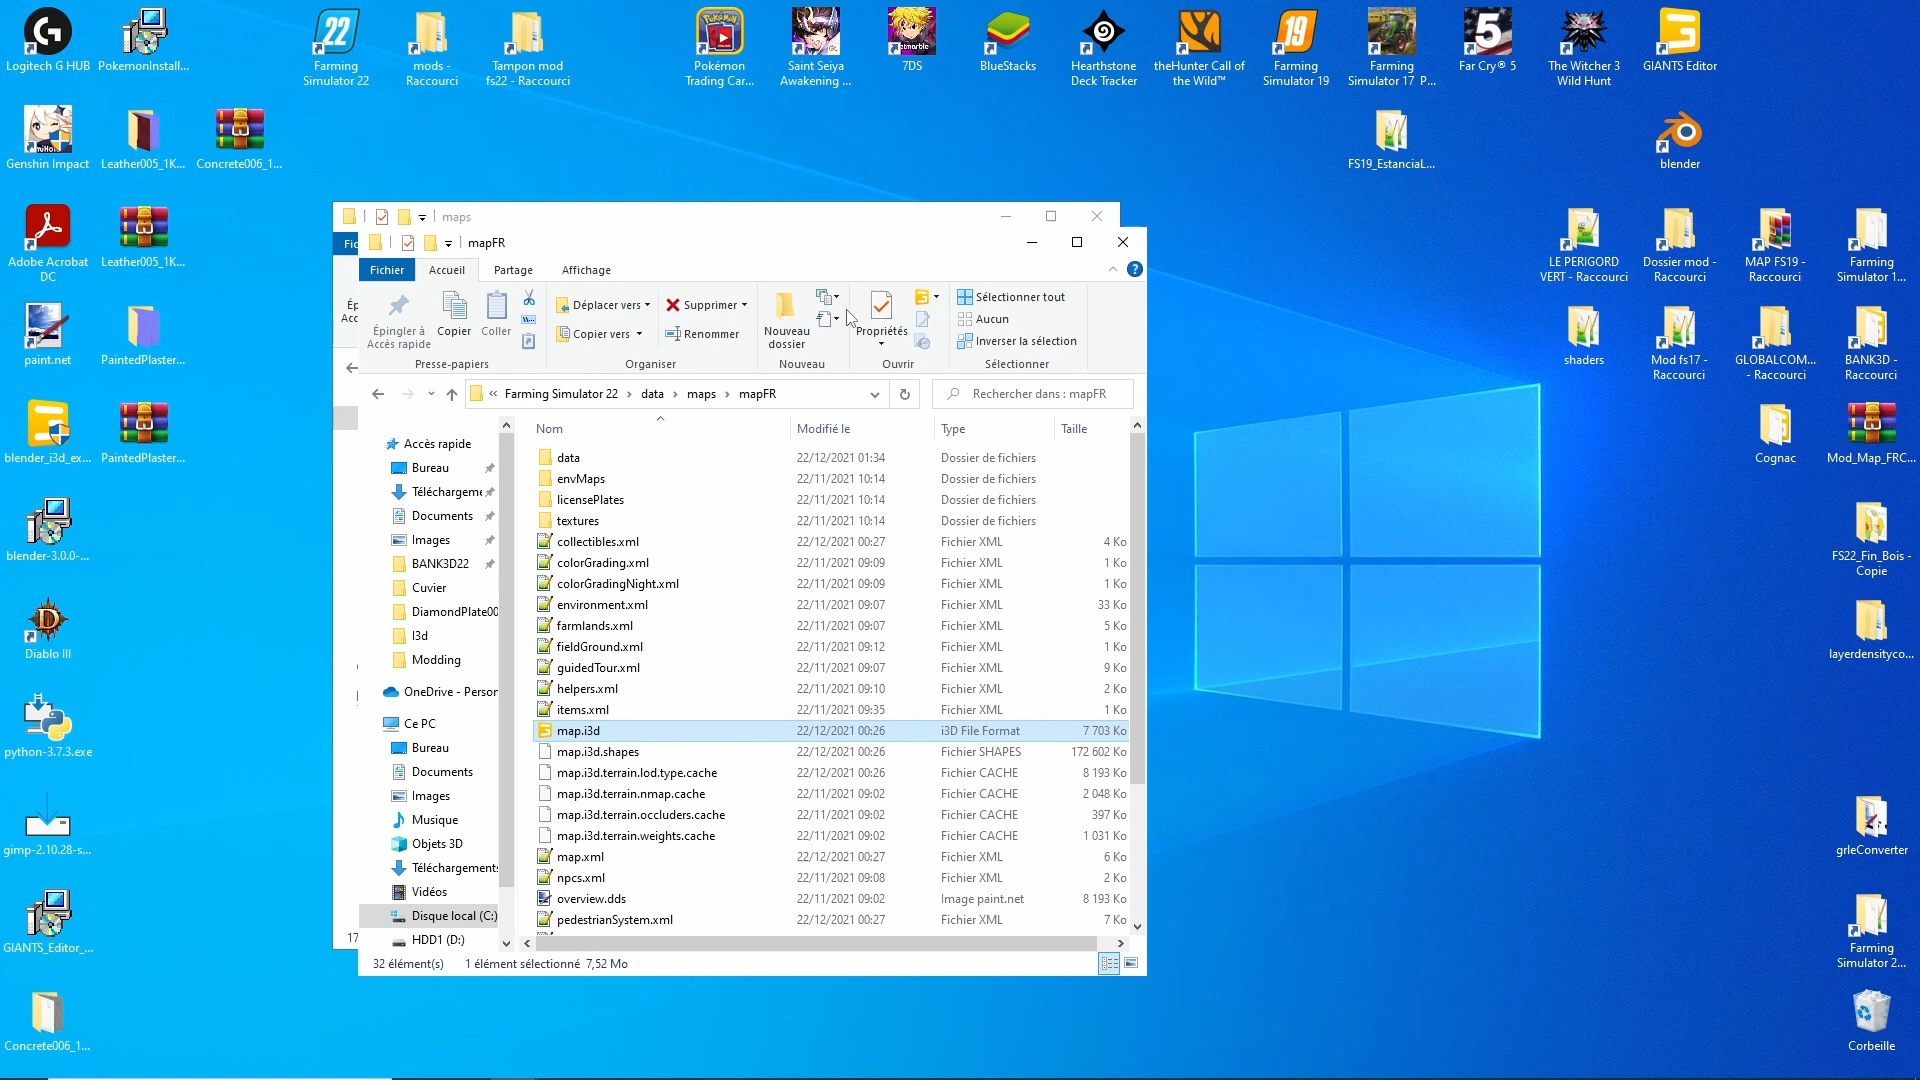 Logitech G HUB
PokemonInstall...
Farming
Simulator 22
mods -
Raccourci
Tampon mod
fs22 - Raccourci
Pokémon
Trading Car...
Saint Seiya
Awakening ...
7DS
BlueStacks
Hearthstone
Deck Tracker
theHunter Call of
the Wild™
Farming
Simulator 19
Farming
Simulator 17 P...
Far Cry® 5
The Witcher 3
Wild Hunt
GIANTS Editor
Genshin Impact
Leather005_1K...
Concrete006_1...
FS19_EstanciaL...
blender
Adobe Acrobat
DC
Leather005_1K...
LE PERIGORD
VERT - Raccourci
Dossier mod -
Raccourci
MAP FS19 -
Raccourci
Farming
Simulator 1...
paint.net
PaintedPlaster...
shaders
Mod fs17 -
Raccourci
GLOBALCOM...
- Raccourci
BANK3D -
Raccourci
blender_i3d_ex...
PaintedPlaster...
Cognac
Mod_Map_FRC...
blender-3.0.0-...
FS22_Fin_Bois -
Copie
Diablo III
layerdensityco...
python-3.7.3.exe
gimp-2.10.28-s...
grleConverter
GIANTS_Editor_...
Farming
Simulator 2...
Concrete006_1...
Corbeille
maps
Fic
Ép
Acc
17
mapFR
Fichier
Accueil
Partage
Affichage
Épingler à
Accès rapide
Copier
Coller
Presse-papiers
Déplacer vers
Copier vers
Supprimer
Renommer
Organiser
Nouveau
dossier
Nouveau
Propriétés
Ouvrir
Sélectionner tout
Aucun
Inverser la sélection
Sélectionner
« Farming Simulator 22 › data › maps › mapFR
Rechercher dans : mapFR
Accès rapide
Bureau
Téléchargeme
Documents
Images
BANK3D22
Cuvier
DiamondPlate00
I3d
Modding
OneDrive - Person
Ce PC
Bureau
Documents
Images
Musique
Objets 3D
Téléchargements
Vidéos
Disque local (C:)
HDD1 (D:)
Nom Modifié le Type Taille
data 22/12/2021 01:34 Dossier de fichiers
envMaps 22/11/2021 10:14 Dossier de fichiers
licensePlates 22/11/2021 10:14 Dossier de fichiers
textures 22/11/2021 10:14 Dossier de fichiers
collectibles.xml 22/12/2021 00:27 Fichier XML 4 Ko
colorGrading.xml 22/11/2021 09:09 Fichier XML 1 Ko
colorGradingNight.xml 22/11/2021 09:09 Fichier XML 1 Ko
environment.xml 22/11/2021 09:07 Fichier XML 33 Ko
farmlands.xml 22/11/2021 09:07 Fichier XML 5 Ko
fieldGround.xml 22/11/2021 09:12 Fichier XML 1 Ko
guidedTour.xml 22/11/2021 09:07 Fichier XML 9 Ko
helpers.xml 22/11/2021 09:10 Fichier XML 2 Ko
items.xml 22/11/2021 09:35 Fichier XML 1 Ko
map.i3d 22/12/2021 00:26 i3D File Format 7 703 Ko
map.i3d.shapes 22/12/2021 00:26 Fichier SHAPES 172 602 Ko
map.i3d.terrain.lod.type.cache 22/12/2021 00:26 Fichier CACHE 8 193 Ko
map.i3d.terrain.nmap.cache 22/11/2021 09:02 Fichier CACHE 2 048 Ko
map.i3d.terrain.occluders.cache 22/11/2021 09:02 Fichier CACHE 397 Ko
map.i3d.terrain.weights.cache 22/11/2021 09:02 Fichier CACHE 1 031 Ko
map.xml 22/12/2021 00:27 Fichier XML 6 Ko
npcs.xml 22/11/2021 09:08 Fichier XML 2 Ko
overview.dds 22/11/2021 09:02 Image paint.net 8 193 Ko
pedestrianSystem.xml 22/12/2021 00:27 Fichier XML 7 Ko
32 élément(s) 1 élément sélectionné 7,52 Mo